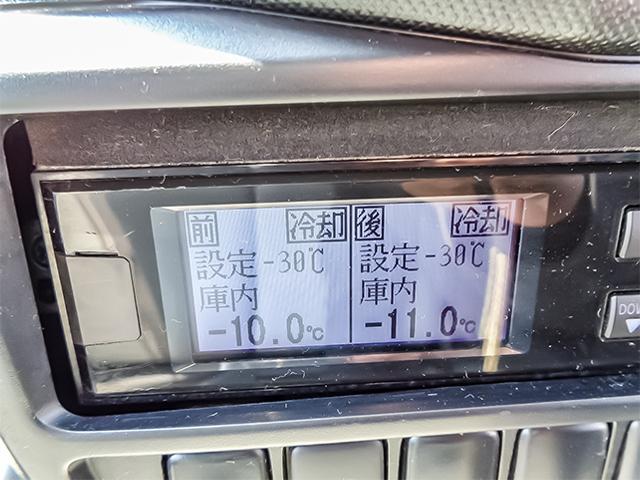 前 冷却
設定 -30℃
庫内
-10.0℃
後 冷却
設定 -30℃
庫内
-11.0℃